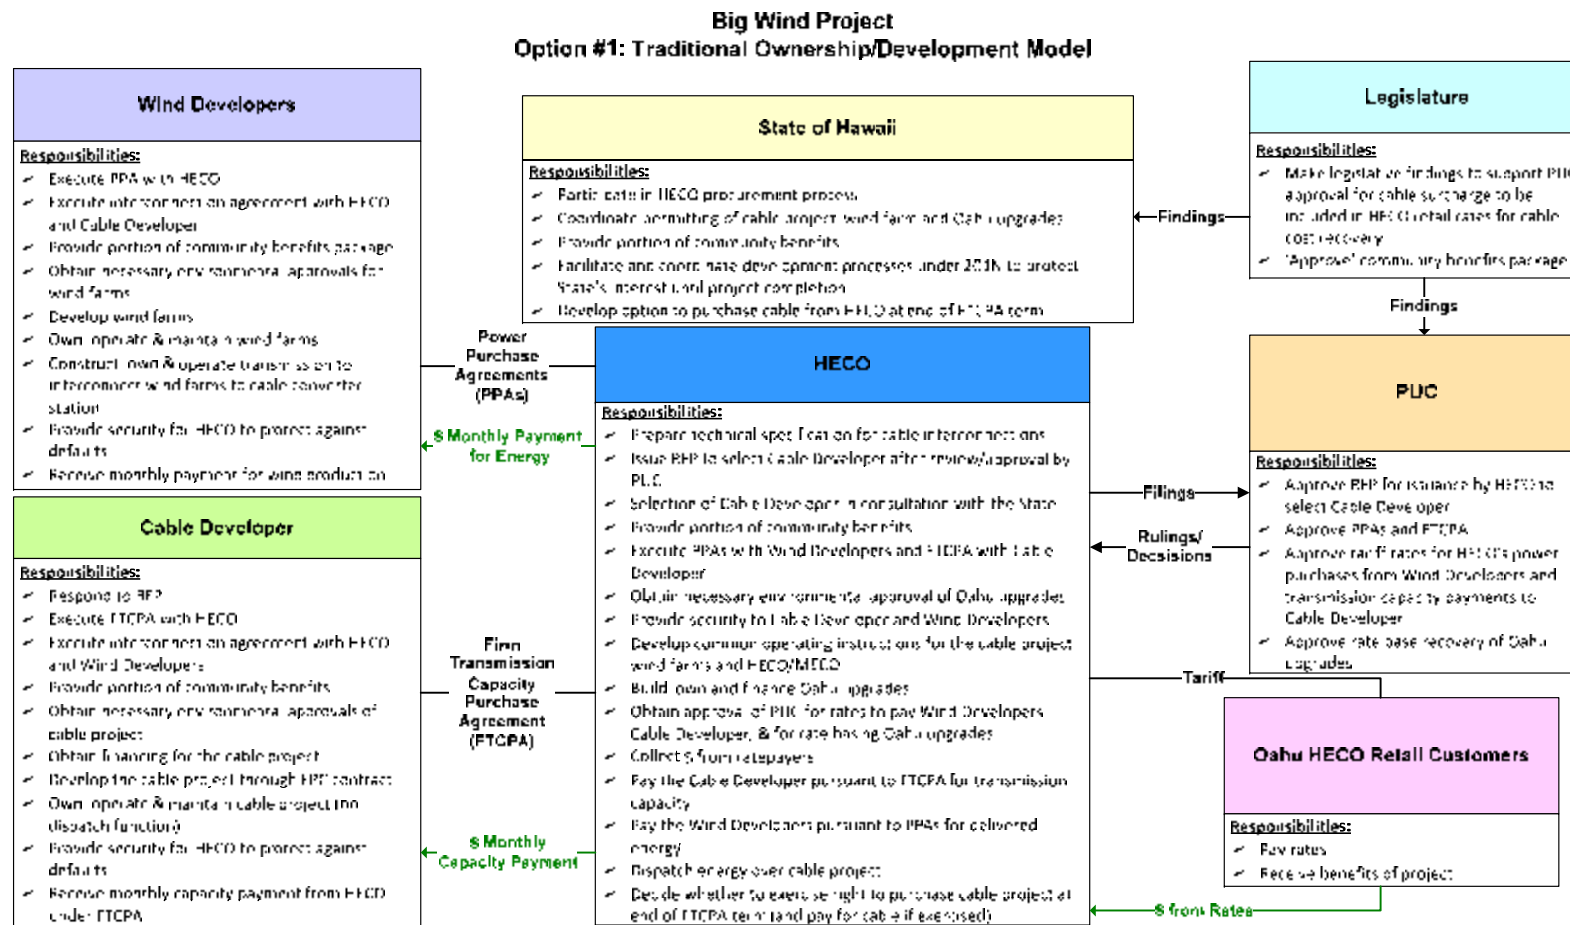 Big Wind Project
Option #1: Traditional Ownership/Development Model
Wind Developers
Responsibilities:
Execute PPA with HECO
Execute interconnection agreement with HECO
and Cable Developer
Provide portion of community benefits package
Obtain necessary environmental approvals for
wind farms
Develop wind farms
Own, operate & maintain wind farms
Construct, own & operate transmission to
interconnect wind farms to cable converter
station
Provide security for HECO to protect against
defaults
Receive monthly payment for wind production
Cable Developer
Responsibilities:
Respond to RFP
Execute FTCPA with HECO
Execute interconnection agreement with HECO
and Wind Developers
Provide portion of community benefits
Obtain necessary environmental approvals of
cable project
Obtain financing for the cable project
Develop the cable project through EPC contract
Own, operate & maintain cable project (no
dispatch function)
Provide security for HECO to protect against
defaults
Receive monthly capacity payment from HECO
under FTCPA
State of Hawaii
Responsibilities:
Participate in HECO procurement process
Coordinate permitting of cable project, wind farm and Oahu upgrades
Provide portion of community benefits
Facilitate and coordinate development processes under 201N to protect
State's interest until project completion
Develop option to purchase cable from HECO at end of FTCPA term
Power
Purchase
Agreements
(PPAs)
$ Monthly Payment
for Energy
Firm
Transmission
Capacity
Purchase
Agreement
(FTCPA)
$ Monthly
Capacity Payment
HECO
Responsibilities:
Prepare technical specification for cable interconnections
Issue RFP to select Cable Developer after review/approval by
PUC
Selection of Cable Developer in consultation with the State
Provide portion of community benefits
Execute PPAs with Wind Developers and FTCPA with Cable
Developer
Obtain necessary environmental approval of Oahu upgrades
Provide security to Cable Developer and Wind Developers
Develop common operating instructions for the cable project
wind farms and HECO/MECO
Build, own and finance Oahu upgrades
Obtain approval of PUC for rates to pay Wind Developers
Cable Developer, & for rate basing Oahu upgrades
Collect $ from ratepayers
Pay the Cable Developer pursuant to FTCPA for transmission
capacity
Pay the Wind Developers pursuant to PPAs for delivered
energy
Dispatch energy over cable project
Decide whether to exercise right to purchase cable project at
end of FTCPA term (and pay for cable if exercised)
Legislature
Responsibilities:
Make legislative findings to support PUC
approval for cable surcharge to be
included in HECO retail rates for cable
cost recovery
'Approve' community benefits package
Findings
Findings
PUC
Responsibilities:
Approve RFP for issuance by HECO to
select Cable Developer
Approve PPAs and FTCPA
Approve tariff rates for HECO's power
purchases from Wind Developers and
transmission capacity payments to
Cable Developer
Approve rate base recovery of Oahu
upgrades
Filings
Rulings/
Decsisions
Tariff
Oahu HECO Retail Customers
Responsibilities:
Pay rates
Receive benefits of project
$ from Rates